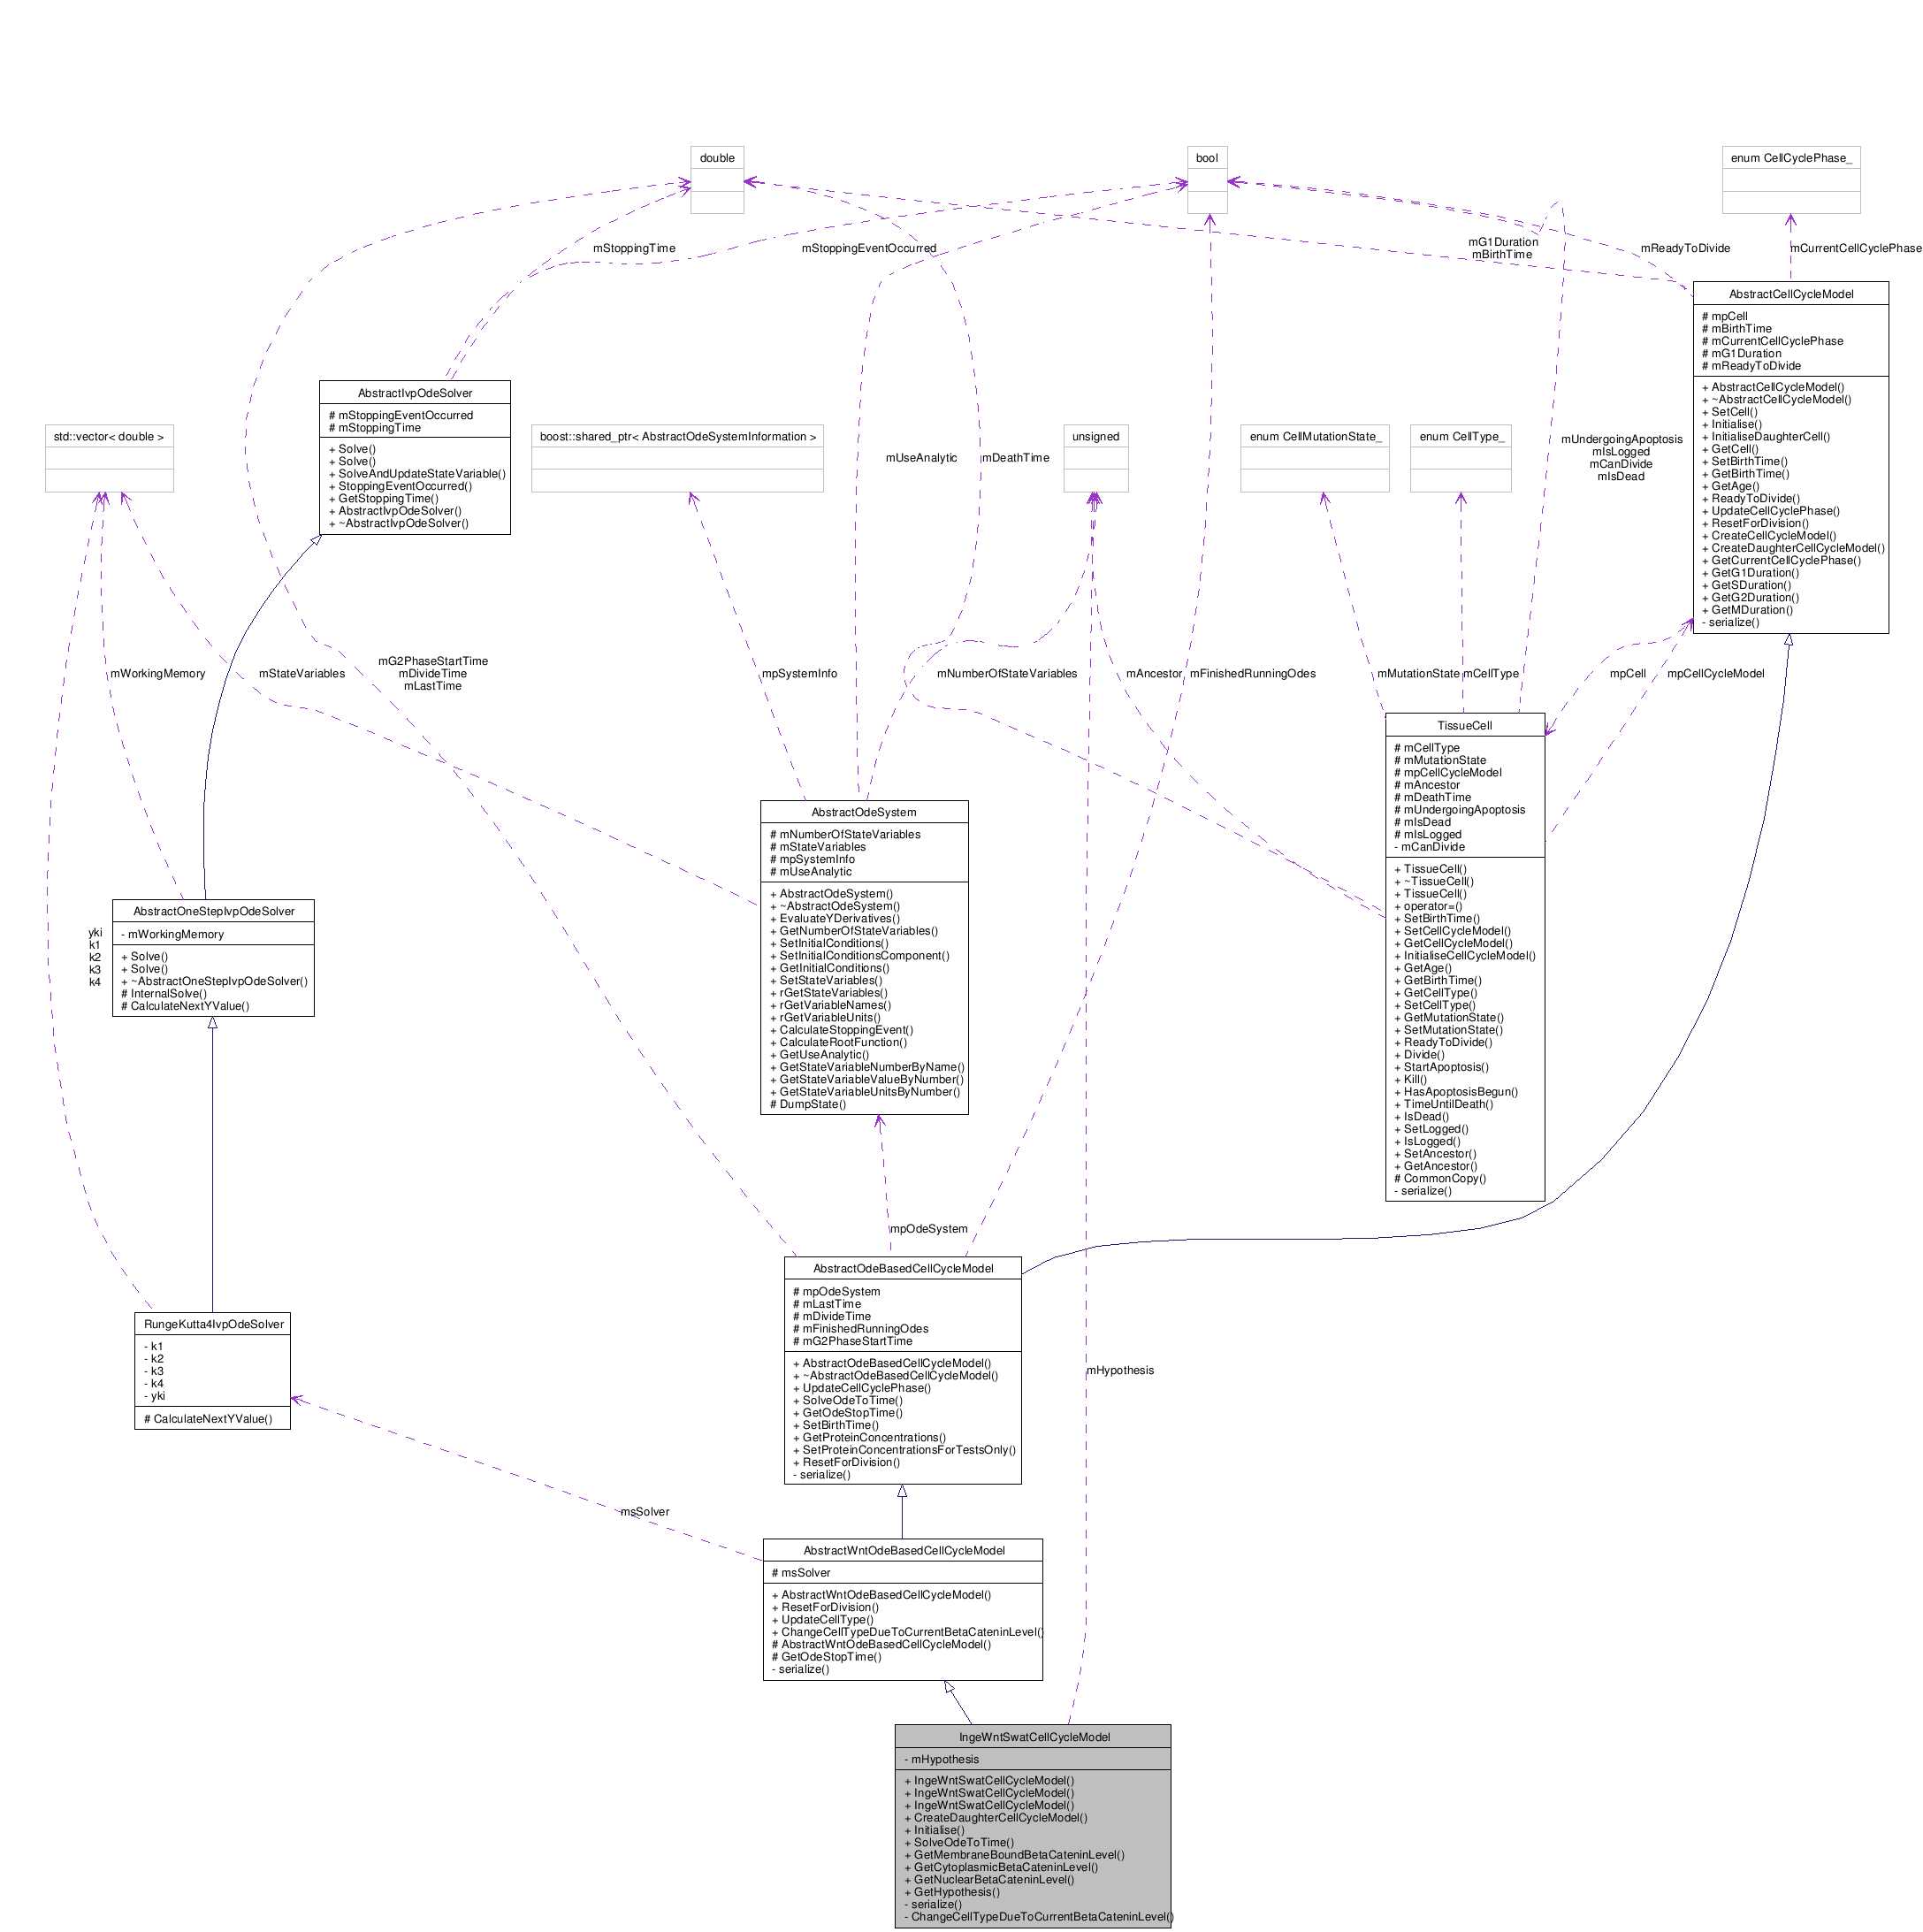 double
bool
enum CellCyclePhase_
mStoppingTime
mStoppingEventOccurred
mG1Duration
mBirthTime
mReadyToDivide
mCurrentCellCyclePhase
AbstractCellCycleModel
# mpCell
# mBirthTime
# mCurrentCellCyclePhase
# mG1Duration
# mReadyToDivide
+ AbstractCellCycleModel()
+ ~AbstractCellCycleModel()
+ SetCell()
+ Initialise()
+ InitialiseDaughterCell()
+ GetCell()
+ SetBirthTime()
+ GetBirthTime()
+ GetAge()
+ ReadyToDivide()
+ UpdateCellCyclePhase()
+ ResetForDivision()
+ CreateCellCycleModel()
+ CreateDaughterCellCycleModel()
+ GetCurrentCellCyclePhase()
+ GetG1Duration()
+ GetSDuration()
+ GetG2Duration()
+ GetMDuration()
- serialize()
AbstractIvpOdeSolver
# mStoppingEventOccurred
# mStoppingTime
+ Solve()
+ Solve()
+ SolveAndUpdateStateVariable()
+ StoppingEventOccurred()
+ GetStoppingTime()
+ AbstractIvpOdeSolver()
+ ~AbstractIvpOdeSolver()
std::vector< double >
boost::shared_ptr< AbstractOdeSystemInformation >
unsigned
enum CellMutationState_
enum CellType_
mUseAnalytic
mDeathTime
mUndergoingApoptosis
mIsLogged
mCanDivide
mIsDead
mWorkingMemory
mStateVariables
mG2PhaseStartTime
mDivideTime
mLastTime
mpSystemInfo
mNumberOfStateVariables
mAncestor
mFinishedRunningOdes
mMutationState
mCellType
mpCell
mpCellCycleModel
TissueCell
# mCellType
# mMutationState
# mpCellCycleModel
# mAncestor
# mDeathTime
# mUndergoingApoptosis
# mIsDead
# mIsLogged
- mCanDivide
+ TissueCell()
+ ~TissueCell()
+ TissueCell()
+ operator=()
+ SetBirthTime()
+ SetCellCycleModel()
+ GetCellCycleModel()
+ InitialiseCellCycleModel()
+ GetAge()
+ GetBirthTime()
+ GetCellType()
+ SetCellType()
+ GetMutationState()
+ SetMutationState()
+ ReadyToDivide()
+ Divide()
+ StartApoptosis()
+ Kill()
+ HasApoptosisBegun()
+ TimeUntilDeath()
+ IsDead()
+ SetLogged()
+ IsLogged()
+ SetAncestor()
+ GetAncestor()
# CommonCopy()
- serialize()
AbstractOdeSystem
# mNumberOfStateVariables
# mStateVariables
# mpSystemInfo
# mUseAnalytic
+ AbstractOdeSystem()
+ ~AbstractOdeSystem()
+ EvaluateYDerivatives()
+ GetNumberOfStateVariables()
+ SetInitialConditions()
+ SetInitialConditionsComponent()
+ GetInitialConditions()
+ SetStateVariables()
+ rGetStateVariables()
+ rGetVariableNames()
+ rGetVariableUnits()
+ CalculateStoppingEvent()
+ CalculateRootFunction()
+ GetUseAnalytic()
+ GetStateVariableNumberByName()
+ GetStateVariableValueByNumber()
+ GetStateVariableUnitsByNumber()
# DumpState()
AbstractOneStepIvpOdeSolver
- mWorkingMemory
+ Solve()
+ Solve()
+ ~AbstractOneStepIvpOdeSolver()
# InternalSolve()
# CalculateNextYValue()
yki
k1
k2
k3
k4
mpOdeSystem
AbstractOdeBasedCellCycleModel
# mpOdeSystem
# mLastTime
# mDivideTime
# mFinishedRunningOdes
# mG2PhaseStartTime
+ AbstractOdeBasedCellCycleModel()
+ ~AbstractOdeBasedCellCycleModel()
+ UpdateCellCyclePhase()
+ SolveOdeToTime()
+ GetOdeStopTime()
+ SetBirthTime()
+ GetProteinConcentrations()
+ SetProteinConcentrationsForTestsOnly()
+ ResetForDivision()
- serialize()
RungeKutta4IvpOdeSolver
- k1
- k2
- k3
- k4
- yki
# CalculateNextYValue()
mHypothesis
msSolver
AbstractWntOdeBasedCellCycleModel
# msSolver
+ AbstractWntOdeBasedCellCycleModel()
+ ResetForDivision()
+ UpdateCellType()
+ ChangeCellTypeDueToCurrentBetaCateninLevel()
# AbstractWntOdeBasedCellCycleModel()
# GetOdeStopTime()
- serialize()
IngeWntSwatCellCycleModel
- mHypothesis
+ IngeWntSwatCellCycleModel()
+ IngeWntSwatCellCycleModel()
+ IngeWntSwatCellCycleModel()
+ CreateDaughterCellCycleModel()
+ Initialise()
+ SolveOdeToTime()
+ GetMembraneBoundBetaCateninLevel()
+ GetCytoplasmicBetaCateninLevel()
+ GetNuclearBetaCateninLevel()
+ GetHypothesis()
- serialize()
- ChangeCellTypeDueToCurrentBetaCateninLevel()